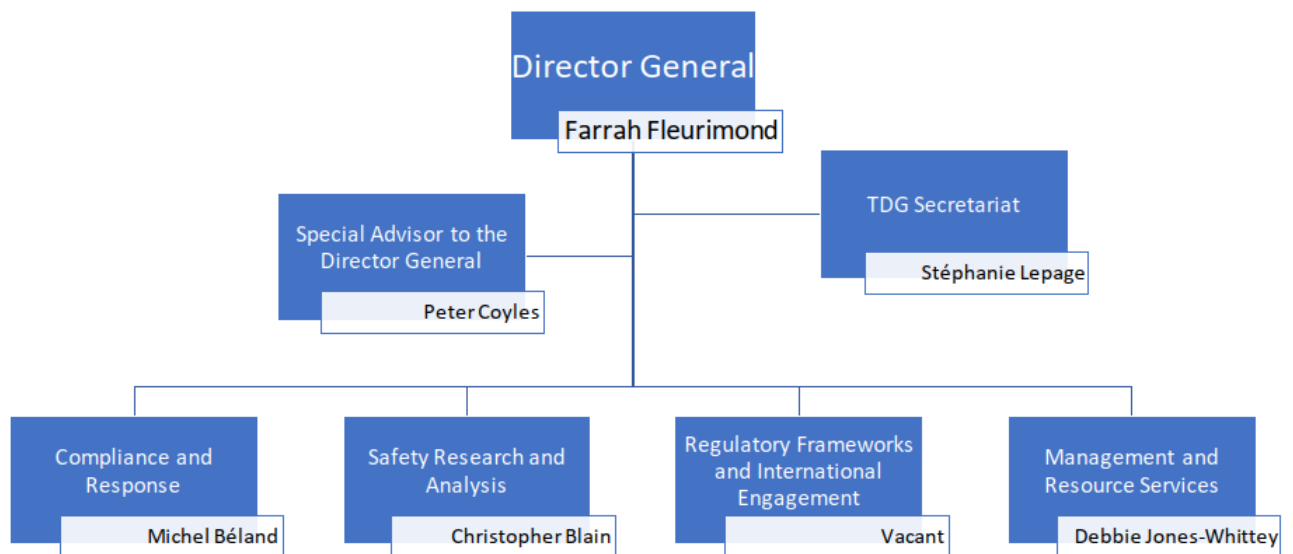 Director General
Farrah Fleurimond
TDG Secretariat
Stéphanie Lepage
Special Advisor to the
Director General
Peter Coyles
Compliance and
Response
Michel Béland
Safety Research and
Analysis
Christopher Blain
Regulatory Frameworks
and International
Engagement
Vacant
Management and
Resource Services
Debbie Jones-Whittey